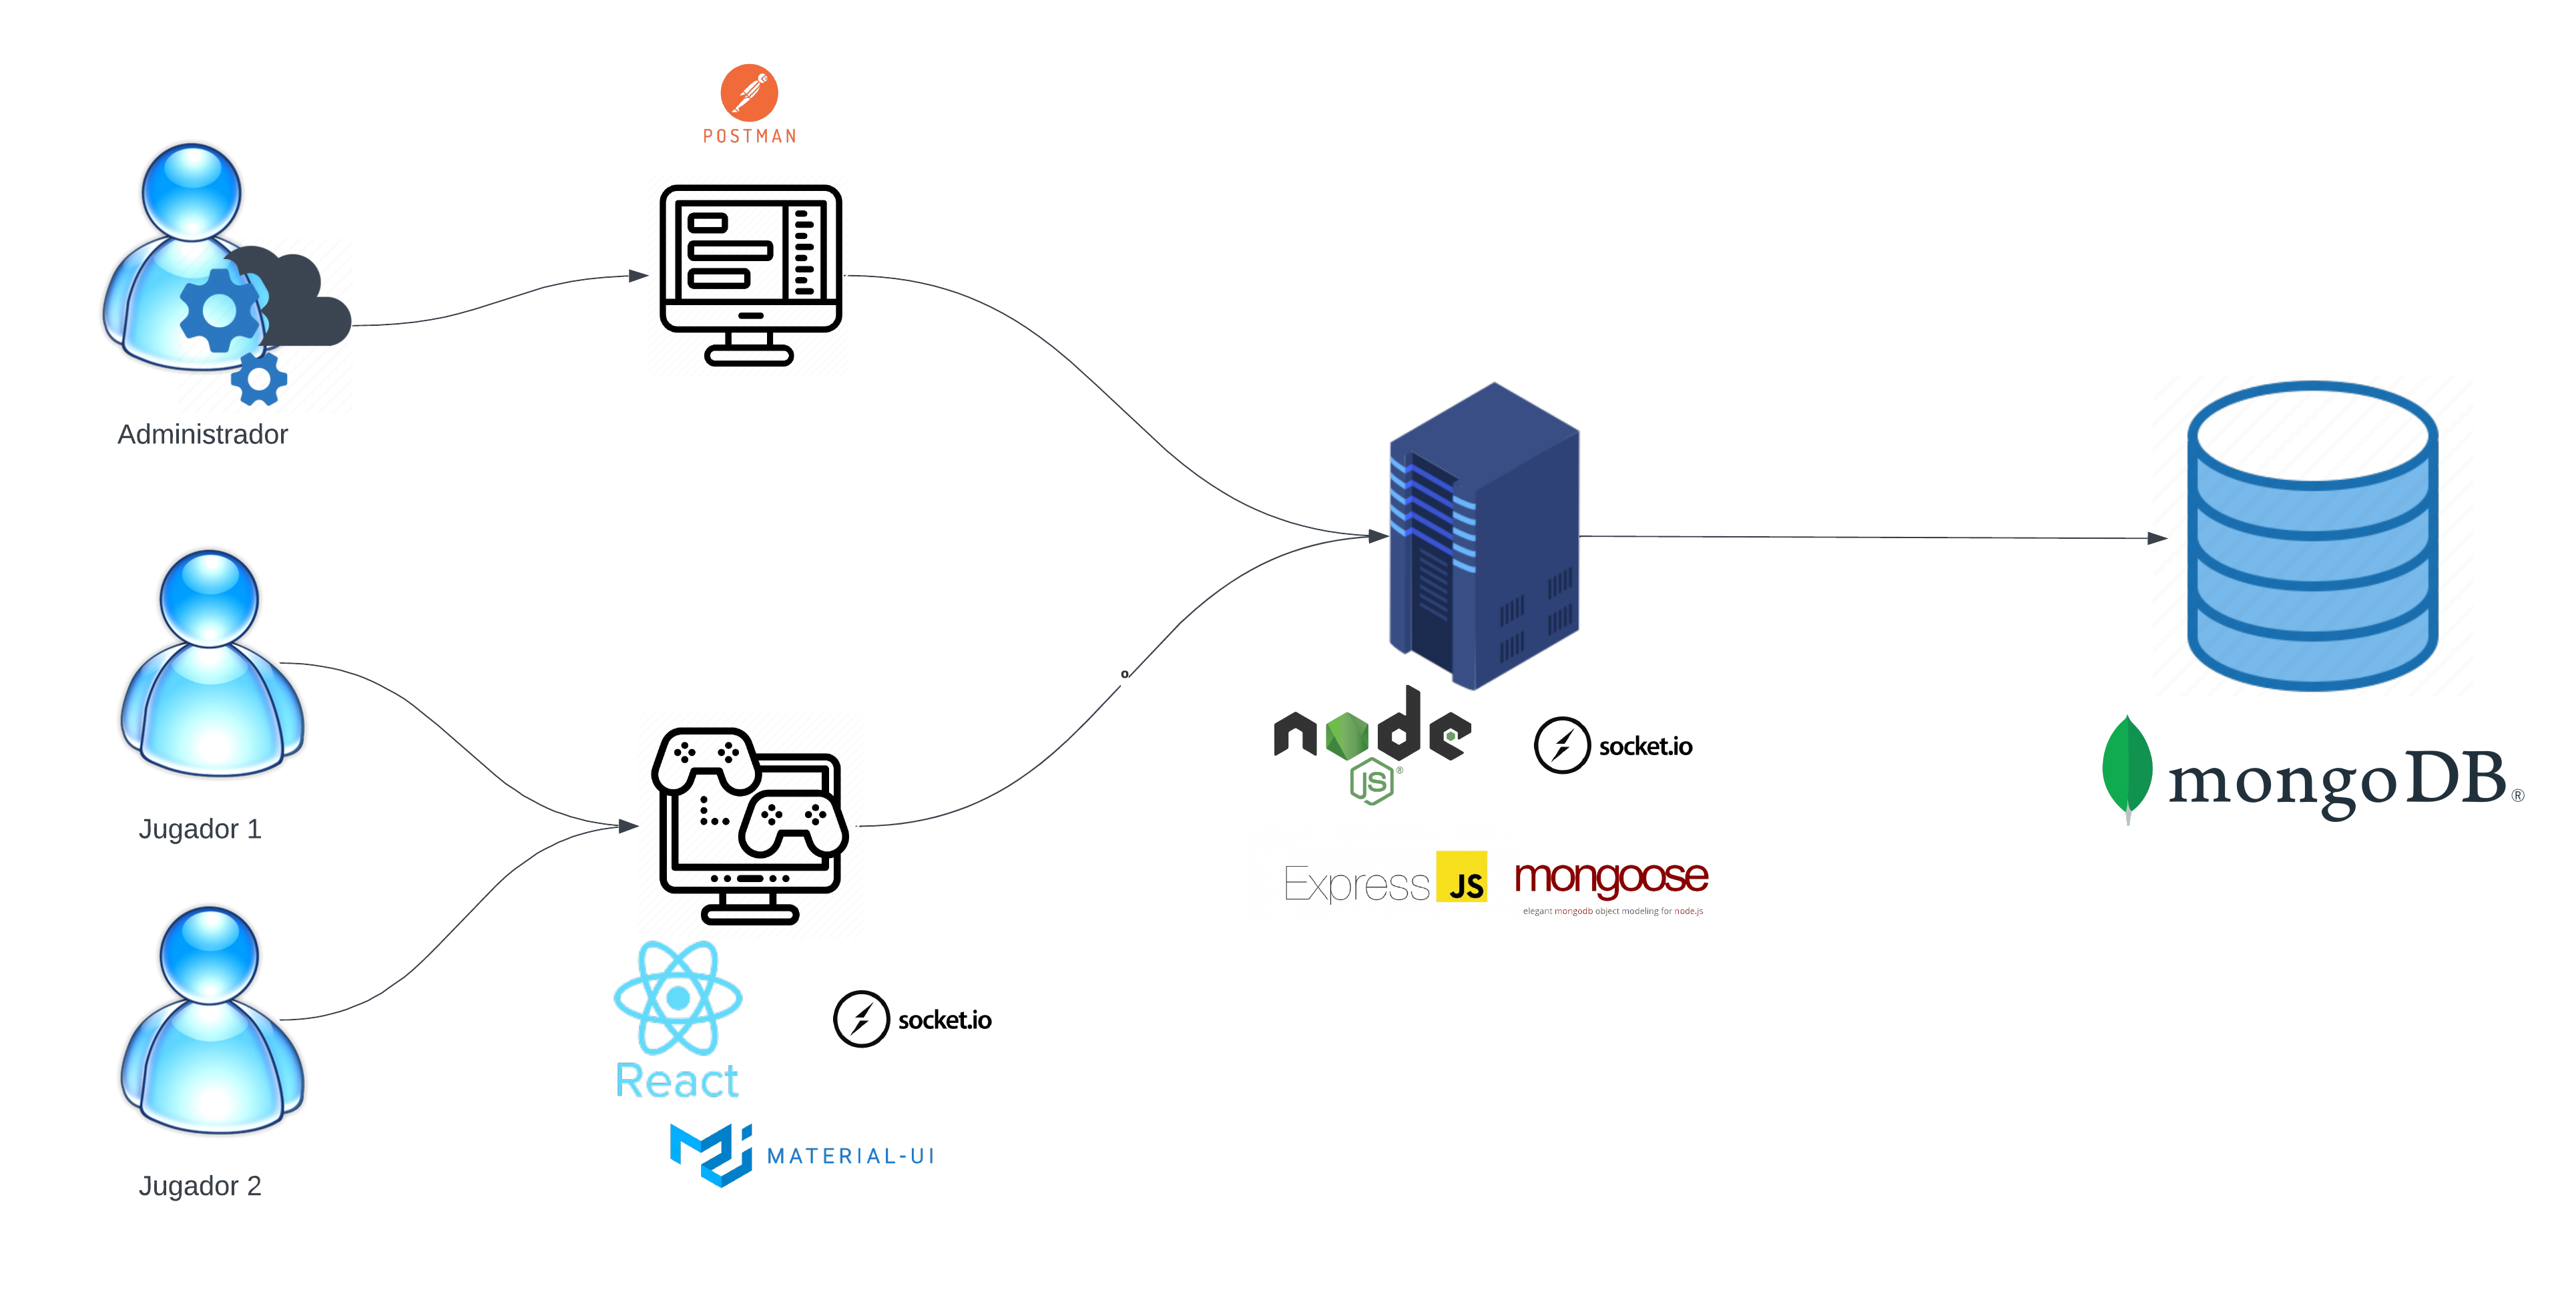 POSTMAN
Administrador
Jugador 1
Jugador 2
o
React
socket.io
MATERIAL-UI
node
JS®
socket.io
Express JS
mongoose
elegant mongodb object modeling for node.js
mongoDB®